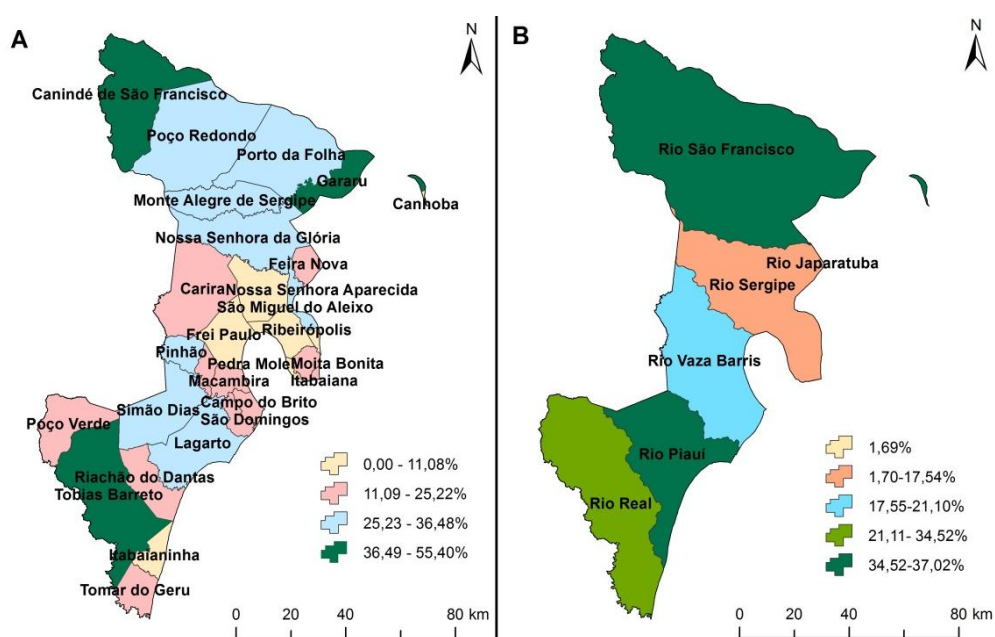 A
N
Canindé de São Francisco
Poço Redondo
Porto da Folha
Gararu
Canhoba
Monte Alegre de Sergipe
Nossa Senhora da Glória
Feira Nova
Carira
Nossa Senhora Aparecida
São Miguel do Aleixo
Ribeirópolis
Frei Paulo
Pinhão
Pedra Mole
Moita Bonita
Macambira
Itabaiana
Campo do Brito
Simão Dias
São Domingos
Poço Verde
Lagarto
Riachão do Dantas
Tobias Barreto
Itabaianinha
Tomar do Geru
0,00 - 11,08%
11,09 - 25,22%
25,23 - 36,48%
36,49 - 55,40%
0 20 40 80 km
B
N
Rio São Francisco
Rio Japaratuba
Rio Sergipe
Rio Vaza Barris
Rio Piauí
Rio Real
1,69%
1,70-17,54%
17,55-21,10%
21,11- 34,52%
34,52-37,02%
0 20 40 80 km